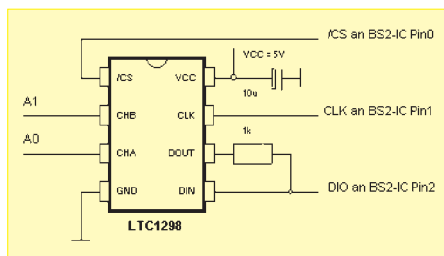 /CS an BS2-IC Pin0
VCC = 5V
/CS
VCC
10u
A1
CHB
CLK
CLK an BS2-IC Pin1
1k
A0
CHA
DOUT
GND
DIN
DIO an BS2-IC Pin2
LTC1298